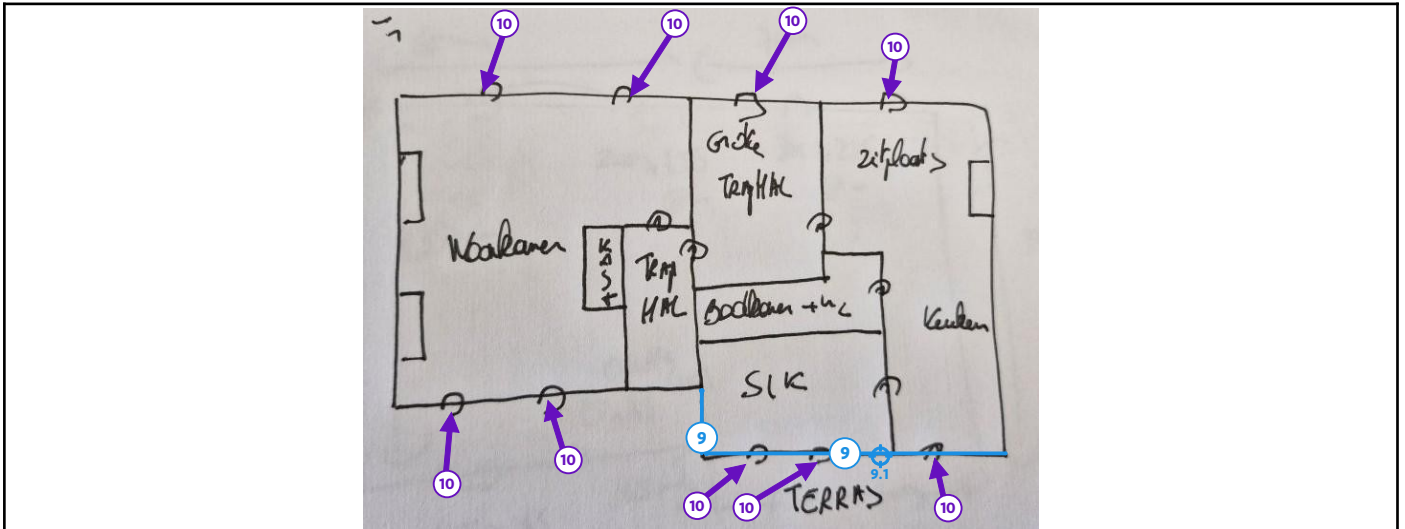 10
10
10
10
Grote
TRAPHAL
zitplaats
Woonkamer
KAST
TRAP
HAL
Badkamer + wc
Keuken
SLK
9
9
9.1
10
10
10
10
10
TERRAS